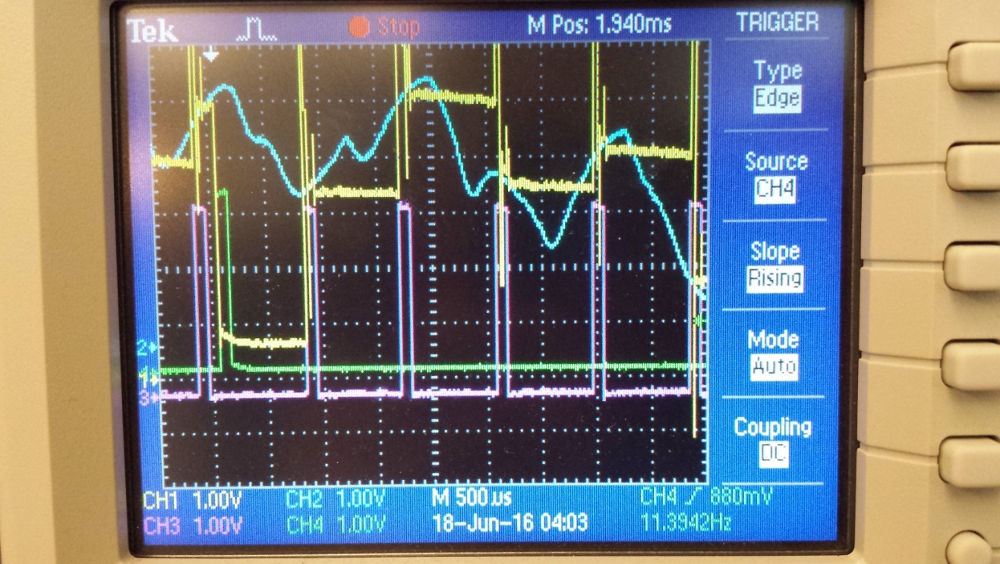 Tek Stop M Pos: 1.940ms TRIGGER
Type
Edge
Source
CH4
Slope
Rising
Mode
Auto
Coupling
DC
2
1
3
CH1 1.00V CH2 1.00V M 500µs CH4 / 880mV
CH3 1.00V CH4 1.00V 18-Jun-16 04:03 11.3942Hz